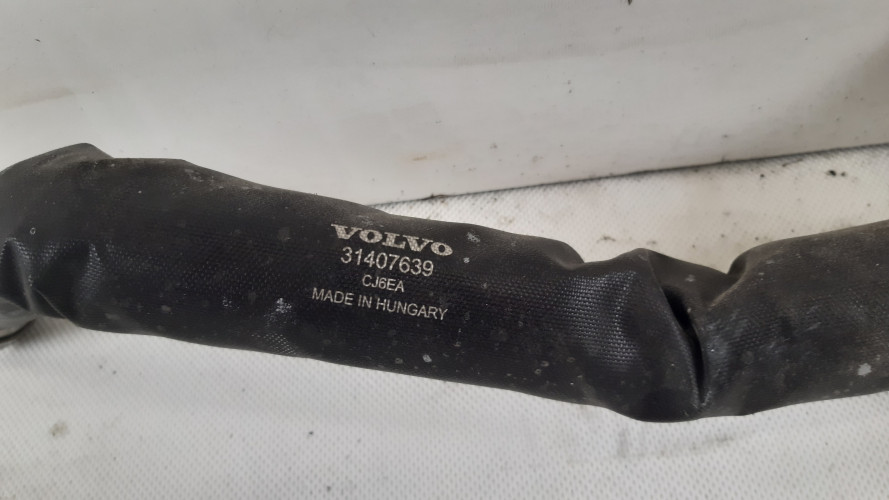 VOLVO
31407639
CJ6EA
MADE IN HUNGARY